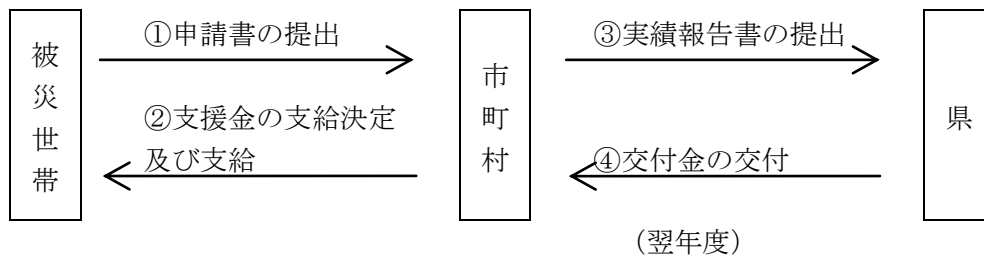 被災世帯
①申請書の提出
②支援金の支給決定
及び支給
市町村
③実績報告書の提出
④交付金の交付
（翌年度）
県